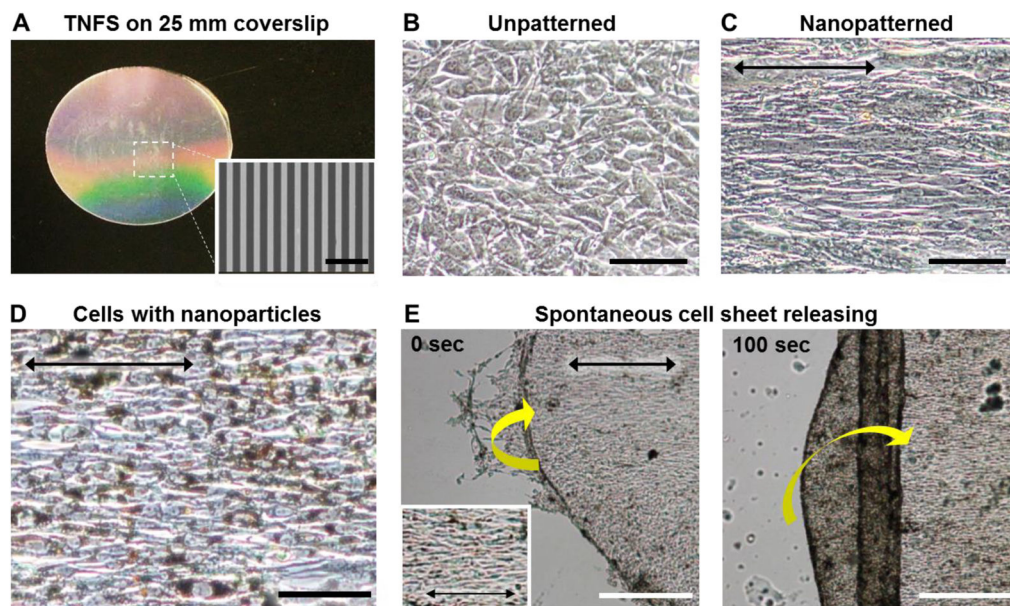 A TNFS on 25 mm coverslip
B Unpatterned
C Nanopatterned
D Cells with nanoparticles
E Spontaneous cell sheet releasing
0 sec
100 sec